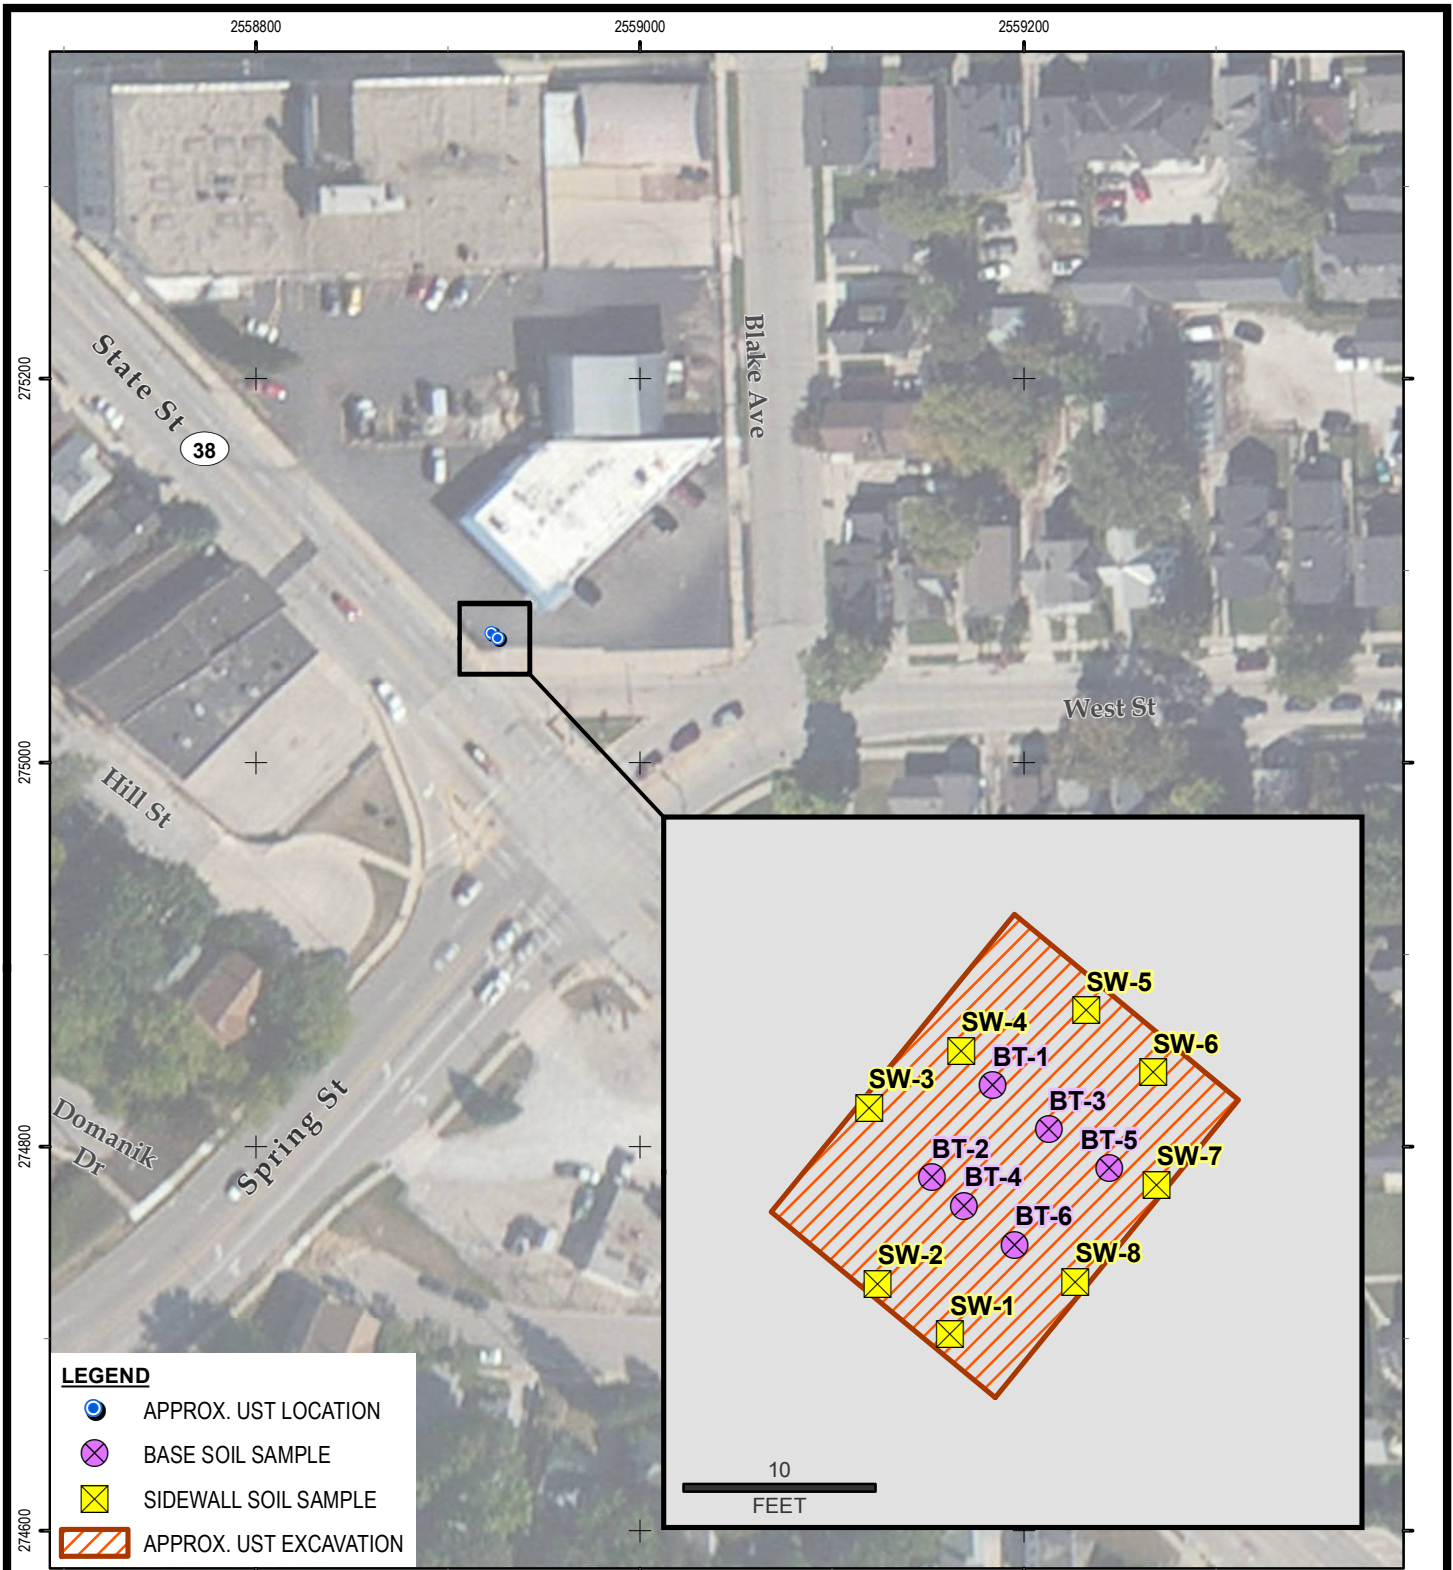 2558800
2559000
2559200
275200
275000
274800
274600
State St
38
Blake Ave
West St
Hill St
Domanik
Dr
Spring St
SW-5
SW-4
SW-6
BT-1
SW-3
BT-3
BT-5
BT-2
SW-7
BT-4
BT-6
SW-2
SW-8
SW-1
10
FEET
LEGEND
APPROX. UST LOCATION
BASE SOIL SAMPLE
SIDEWALL SOIL SAMPLE
APPROX. UST EXCAVATION